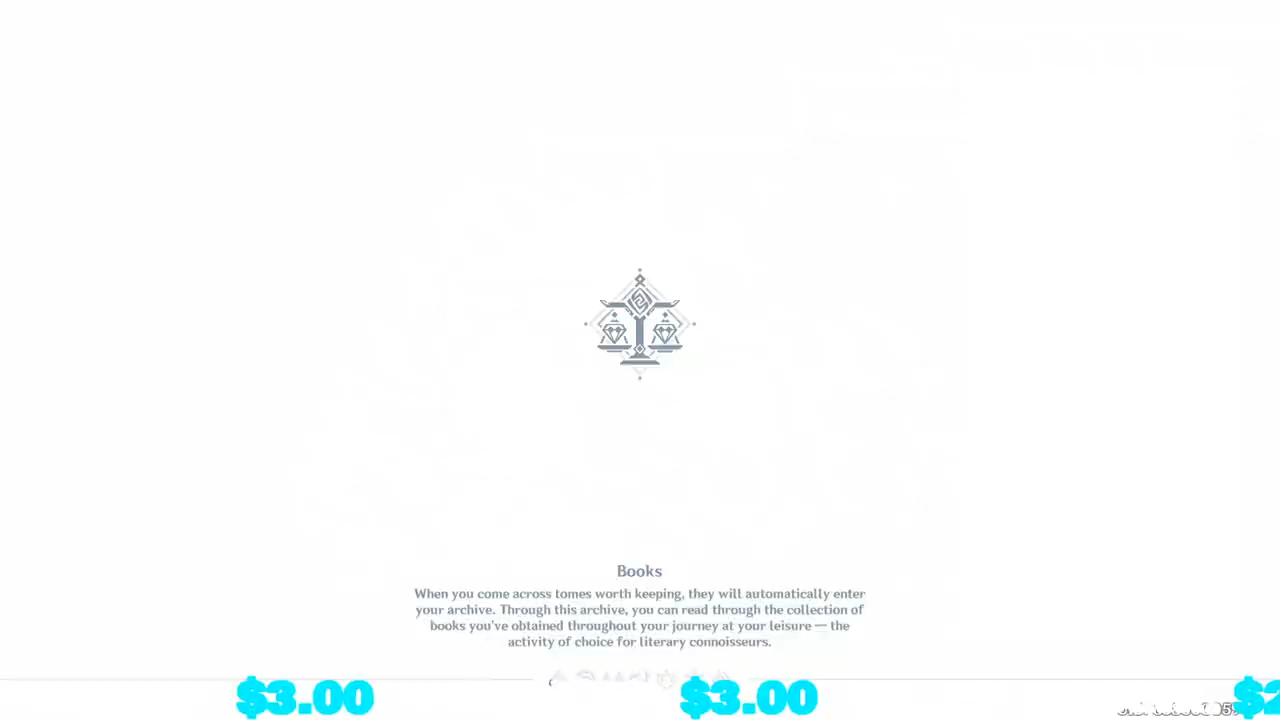 Books
When you come across tomes worth keeping, they will automatically enter
your archive. Through this archive, you can read through the collection of
books you've obtained throughout your journey at your leisure — the
activity of choice for literary connoisseurs.
$3.00 $3.00